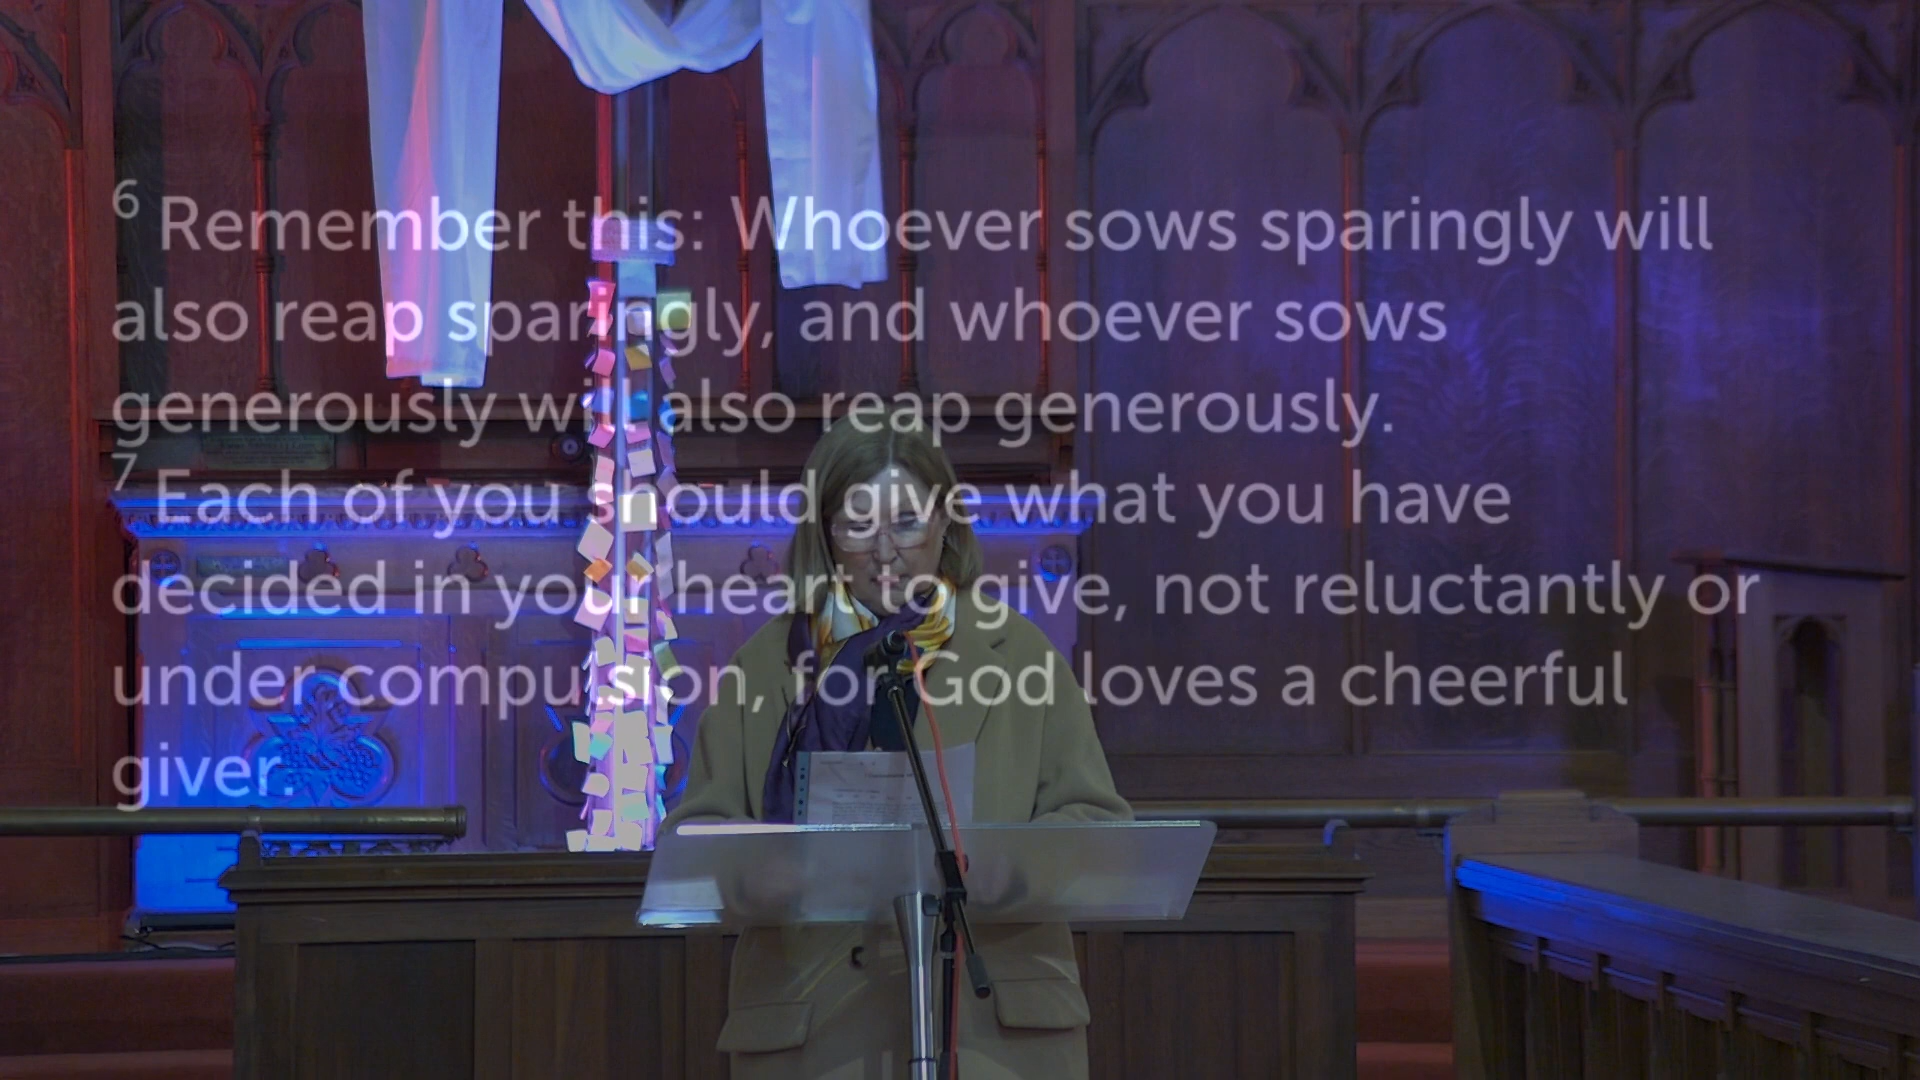 6 Remember this: Whoever sows sparingly will
also reap sparingly, and whoever sows
generously will also reap generously.
7 Each of you should give what you have
decided in your heart to give, not reluctantly or
under compulsion, for God loves a cheerful
giver.